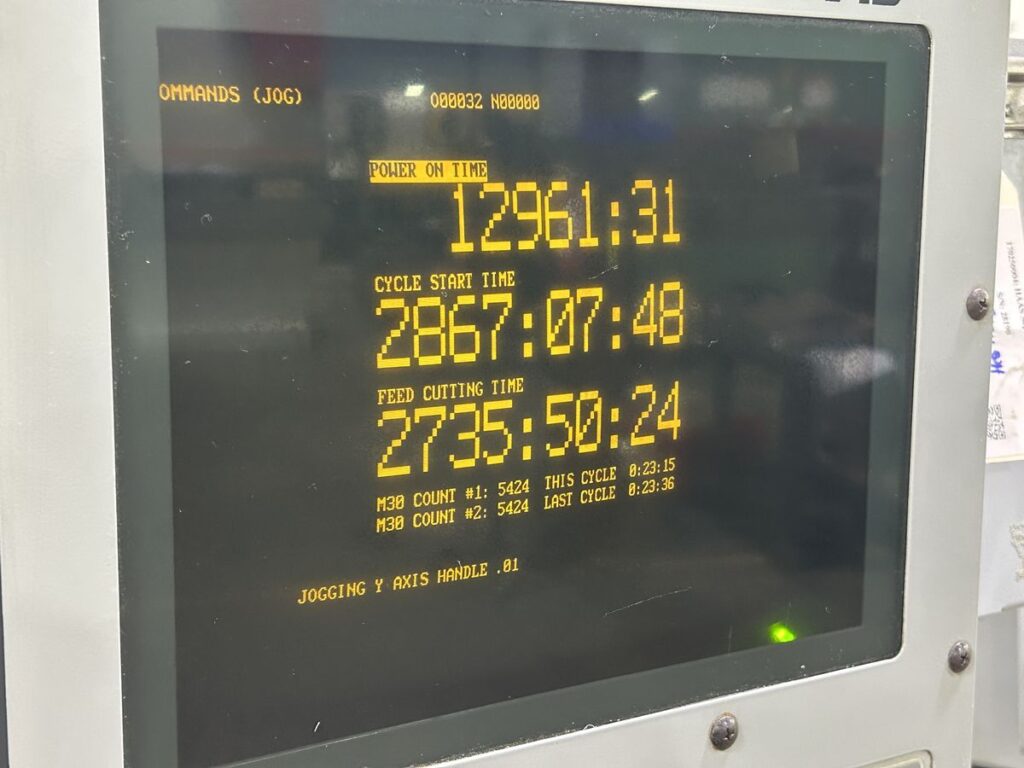 OMMANDS (JOG) O00032 N00000
POWER ON TIME
12961:31
CYCLE START TIME
2867:07:48
FEED CUTTING TIME
2735:50:24
M30 COUNT #1: 5424 THIS CYCLE 0:23:15
M30 COUNT #2: 5424 LAST CYCLE 0:23:36
JOGGING Y AXIS HANDLE .01